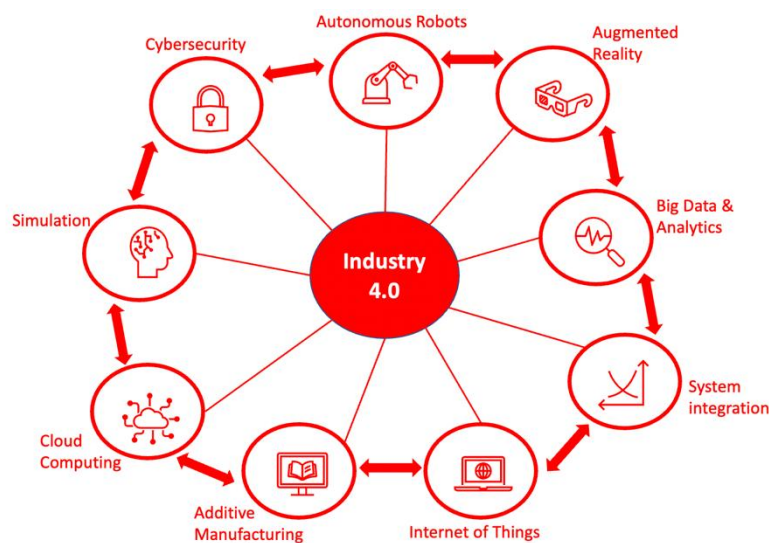 Autonomous Robots
Cybersecurity
Augmented
Reality
Simulation
Big Data &
Analytics
Industry
4.0
System
integration
Cloud
Computing
Additive
Manufacturing
Internet of Things